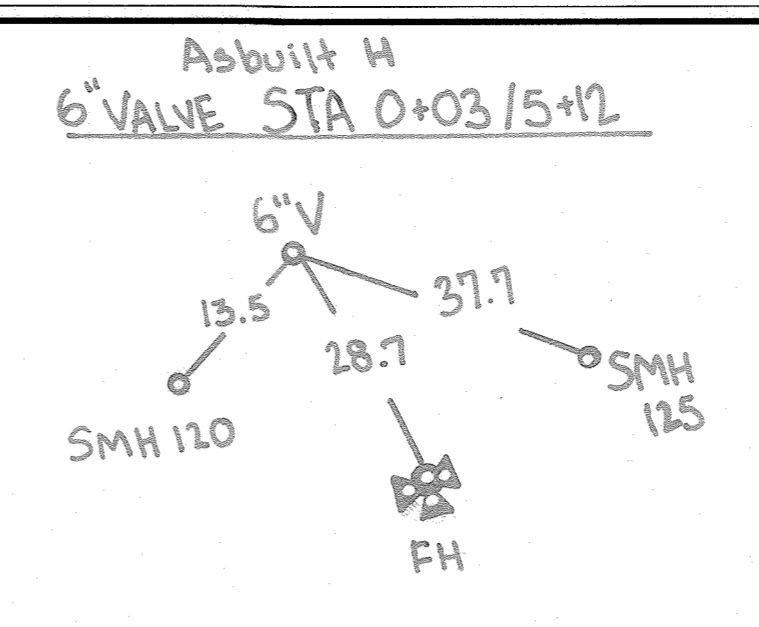 Asbuilt H
6"VALVE STA 0+03/5+12
6"V
13.5
37.7
28.7
SMH
125
SMH 120
FH